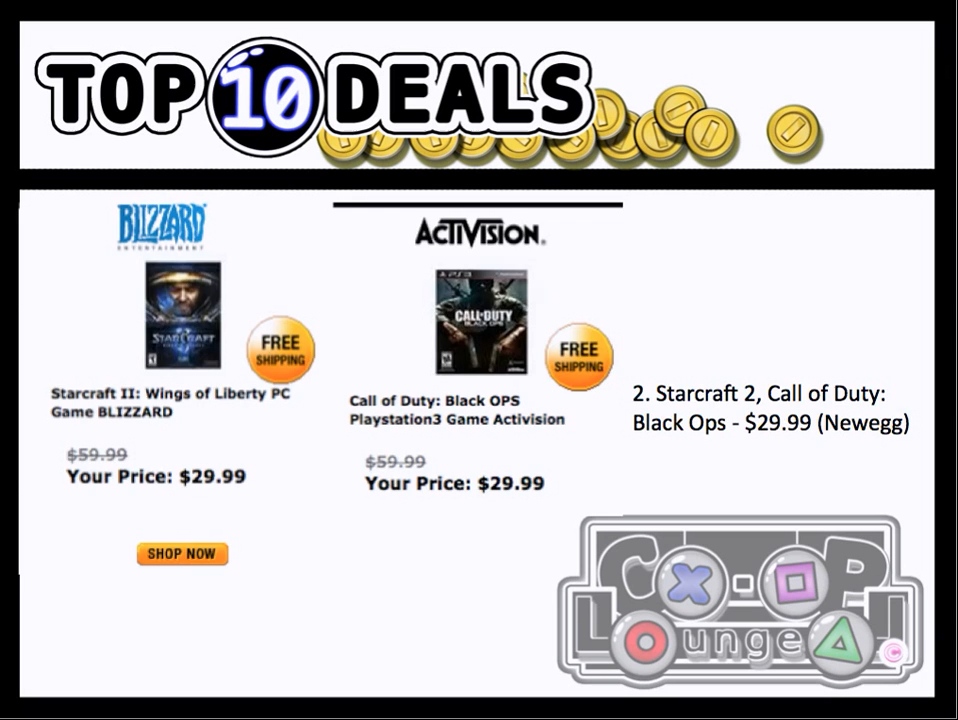 TOP 10 DEALS
BLIZZARD
ENTERTAINMENT
STARCRAFT
FREE
SHIPPING
Starcraft II: Wings of Liberty PC
Game BLIZZARD
$59.99
Your Price: $29.99
SHOP NOW
ACTIVISION
PS3
CALL OF DUTY
BLACK OPS
FREE
SHIPPING
Call of Duty: Black OPS
Playstation3 Game Activision
$59.99
Your Price: $29.99
2. Starcraft 2, Call of Duty:
Black Ops - $29.99 (Newegg)
CO-OP
Lounge